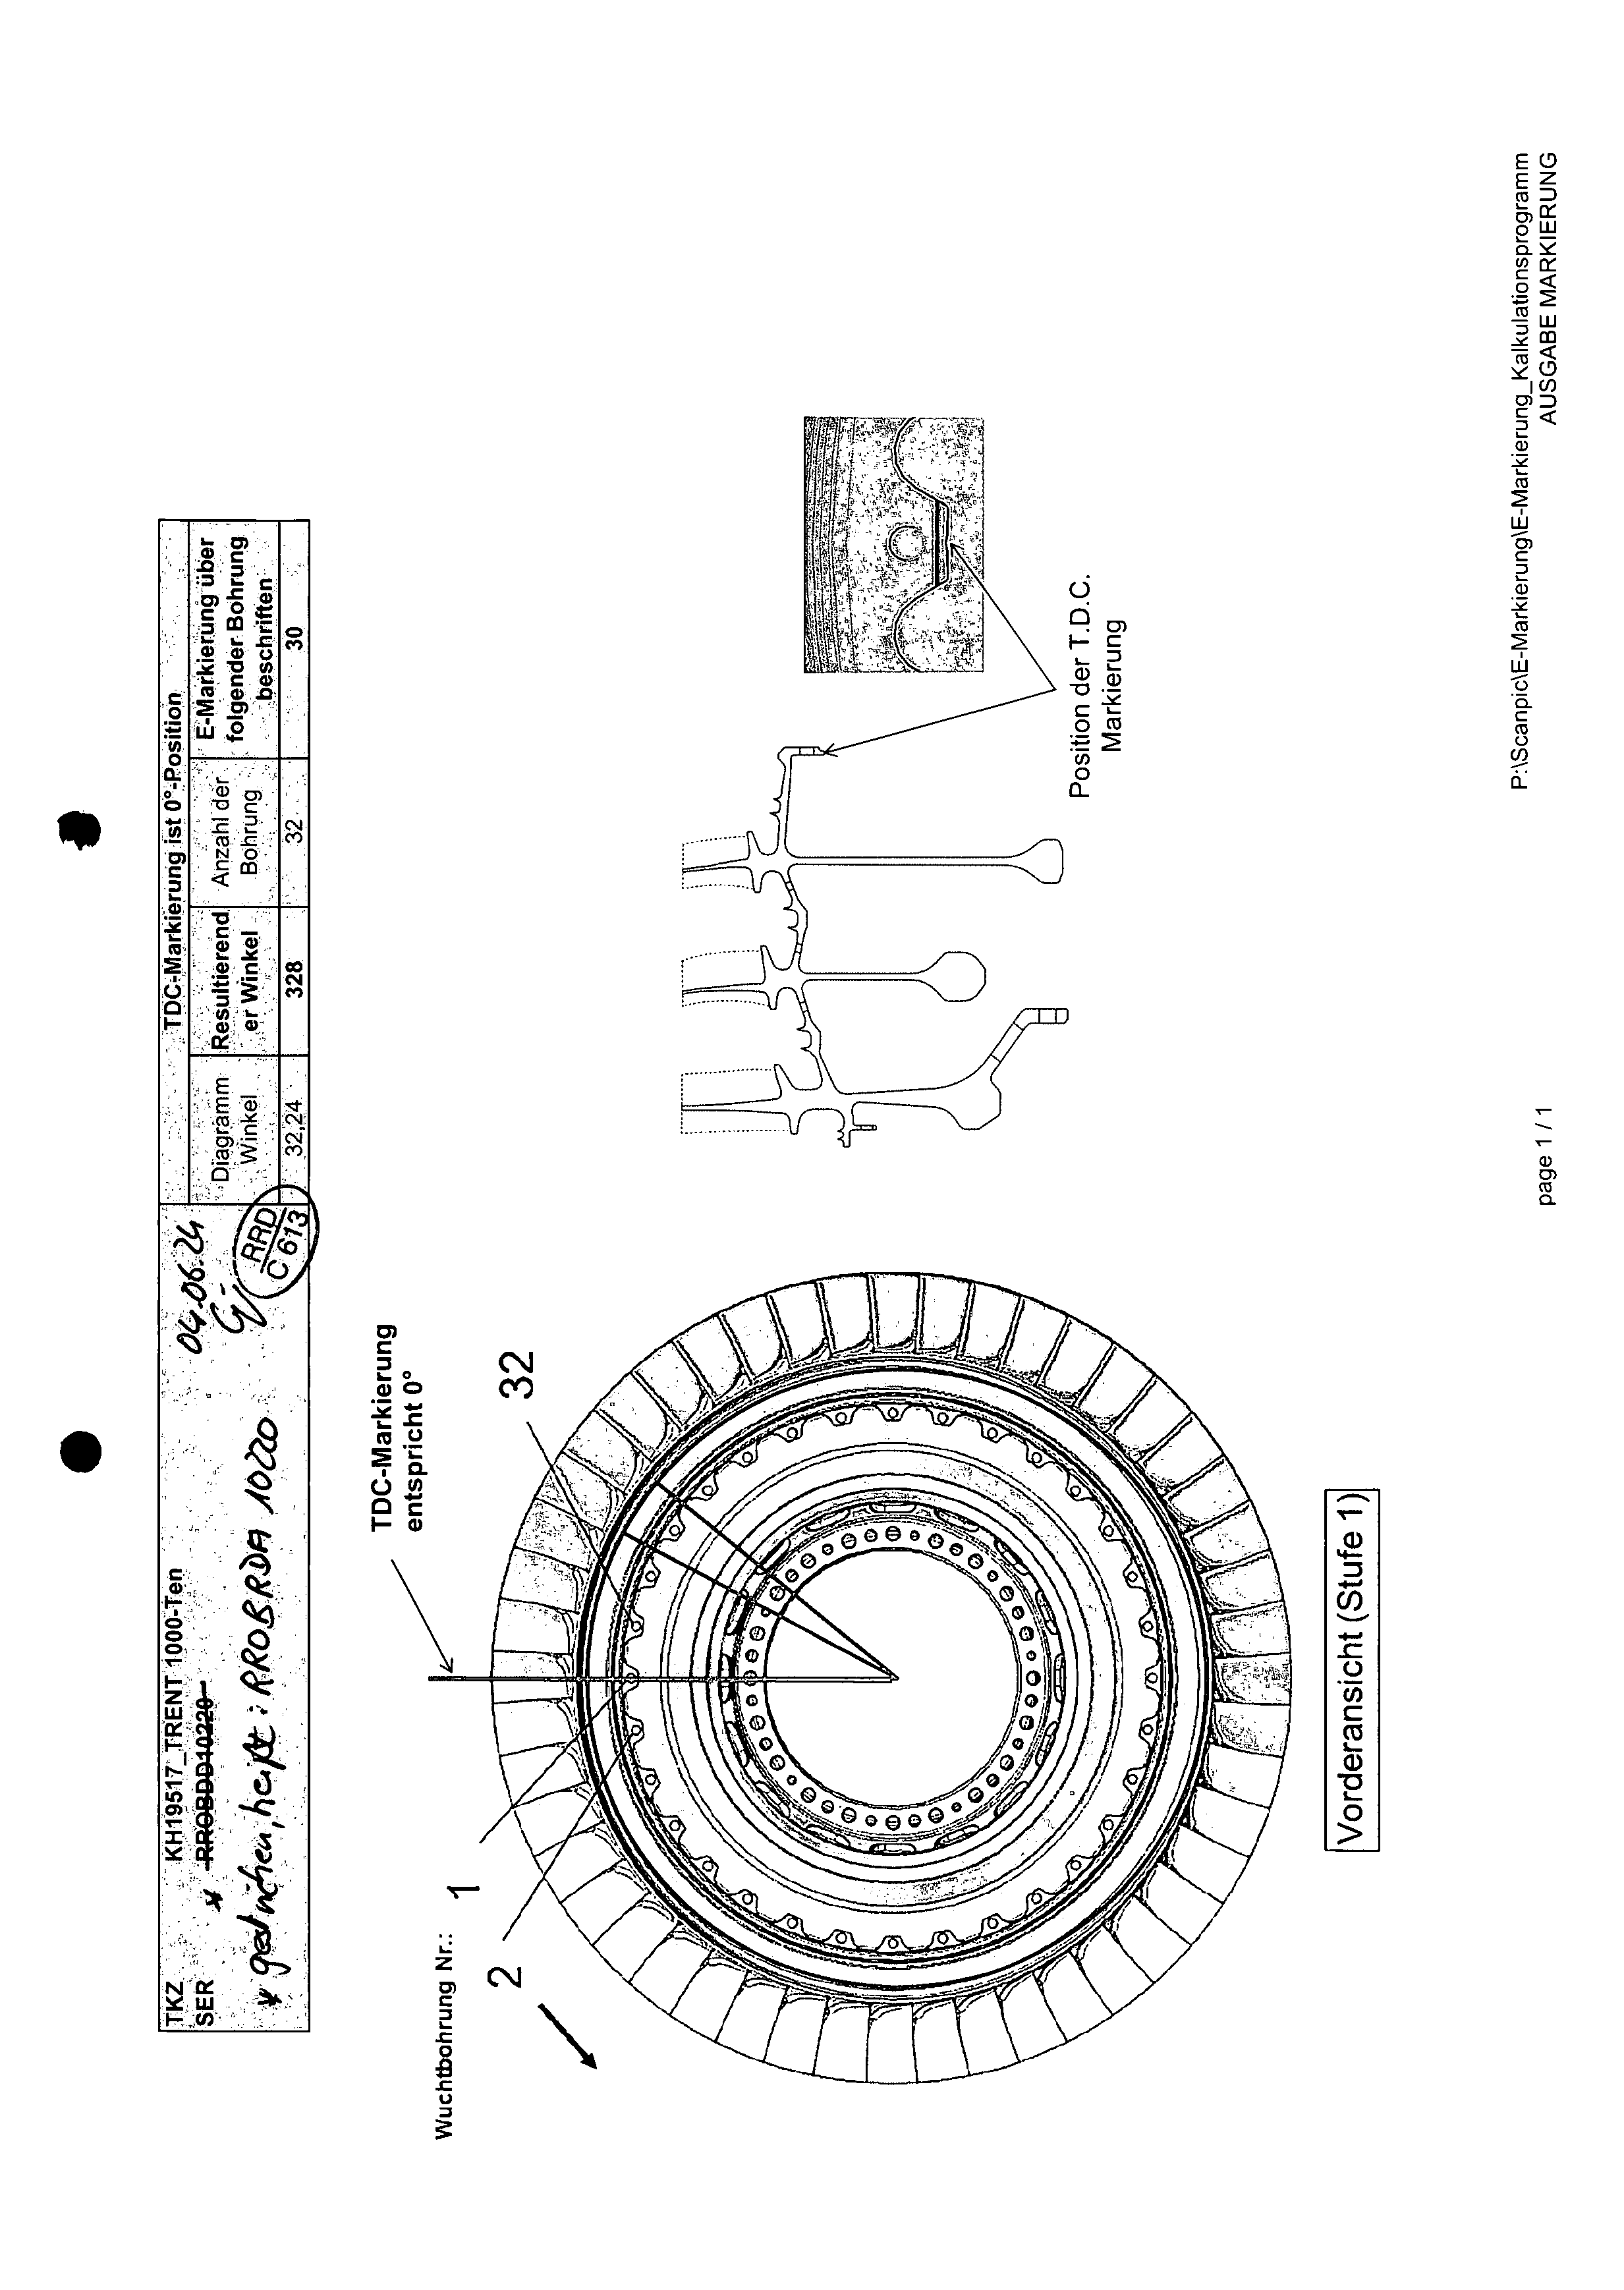 TKZ KH19517_TRENT 1000-Ten
SER * RROBDD10220
* gestrichen, heißt: RROBRDA 10220
04.06.24
RRD
C 613
TDC-Markierung ist 0°-Position
Diagramm Winkel
Resultierend er Winkel
Anzahl der Bohrung
E-Markierung über folgender Bohrung beschriften
32,24 328 32 30
TDC-Markierung
entspricht 0°
32
Wuchtbohrung Nr.: 1
2
Position der T.D.C.
Markierung
Vorderansicht (Stufe 1)
page 1 / 1
P:\Scanpic\E-Markierung\E-Markierung_Kalkulationsprogramm
AUSGABE MARKIERUNG